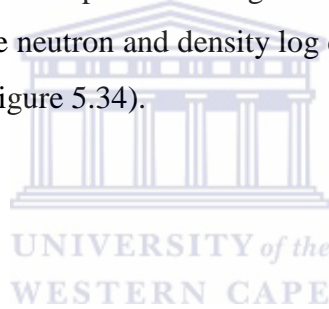 e neutron and density log
igure 5.34).
UNIVERSITY of the
WESTERN CAPE